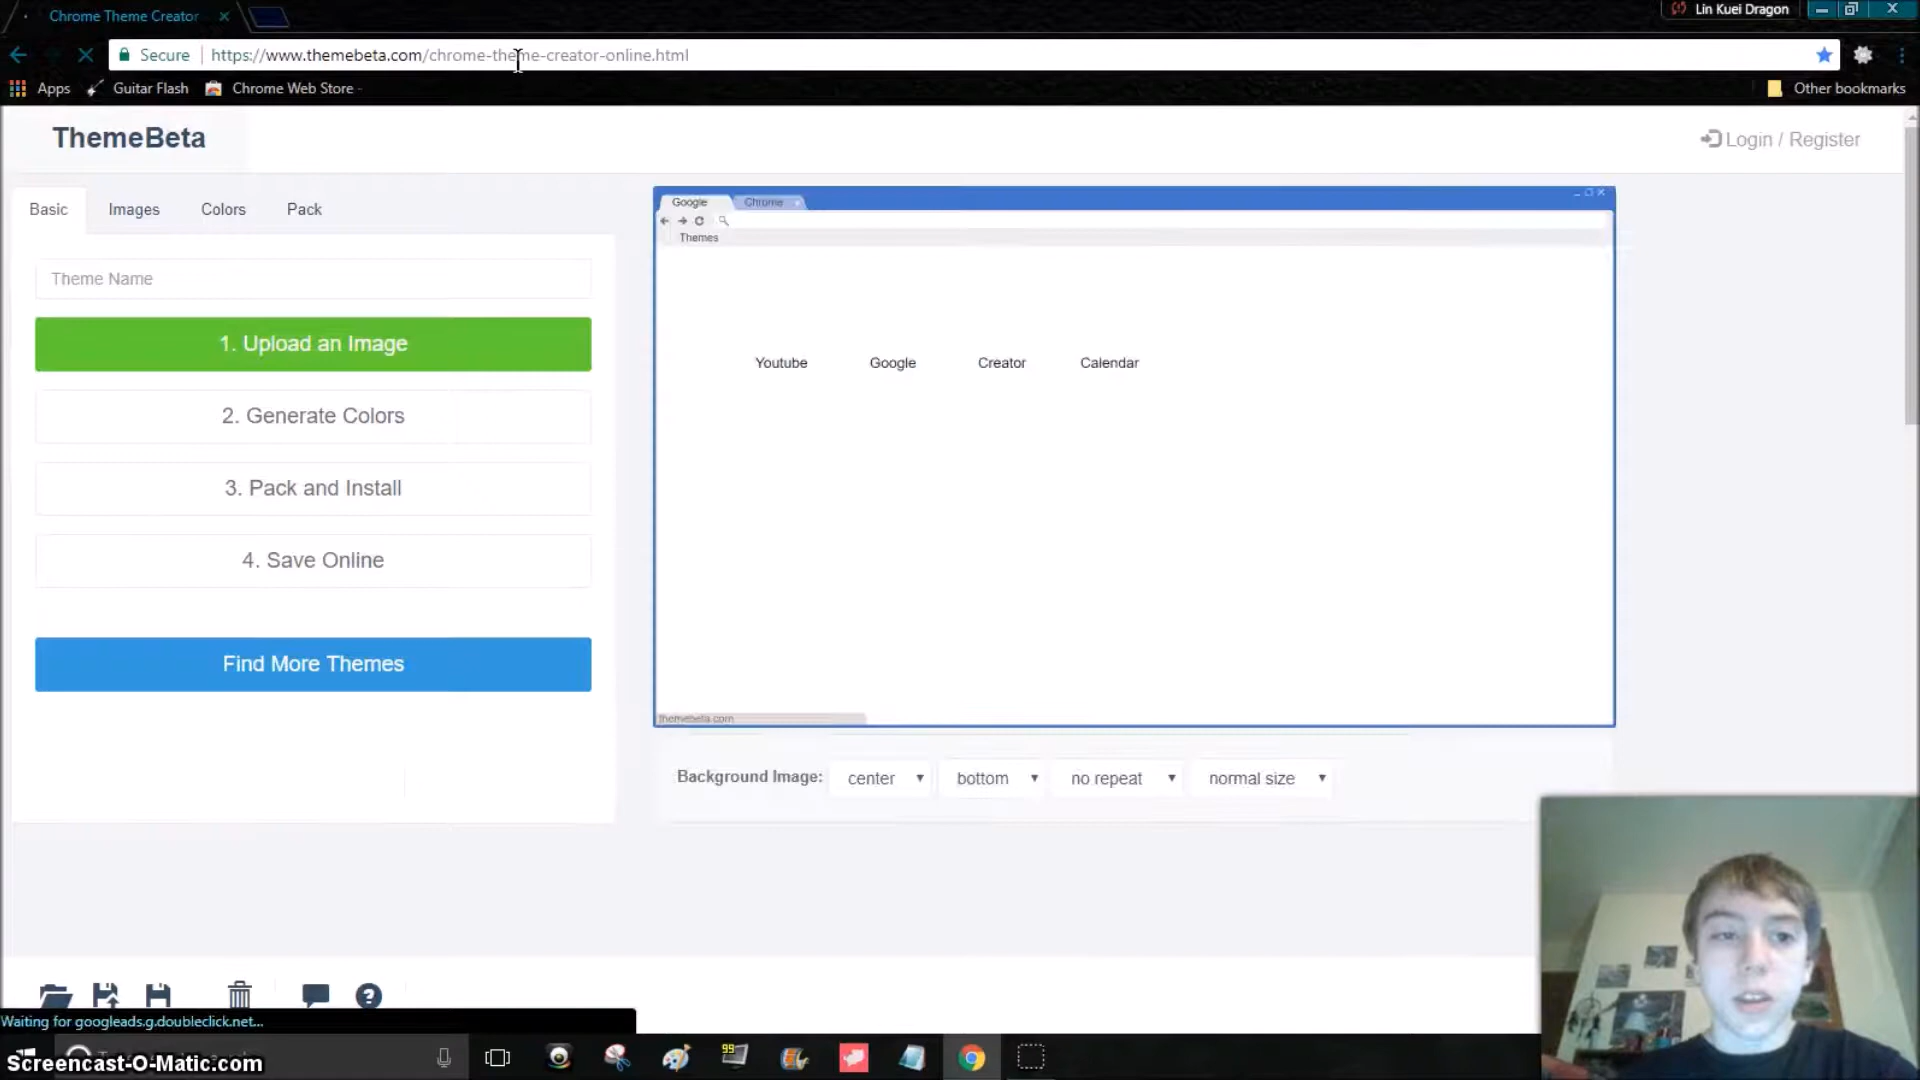 Chrome Theme Creator
Lin Kuei Dragon
Secure https://www.themebeta.com/chrome-theme-creator-online.html
Apps Guitar Flash Chrome Web Store Other bookmarks
ThemeBeta
Login / Register
Basic Images Colors Pack
Theme Name
1. Upload an Image
2. Generate Colors
3. Pack and Install
4. Save Online
Find More Themes
Google Chrome
Themes
Youtube Google Creator Calendar
themebeta.com
Background Image: center bottom no repeat normal size
Waiting for googleads.g.doubleclick.net...
99
Screencast-O-Matic.com